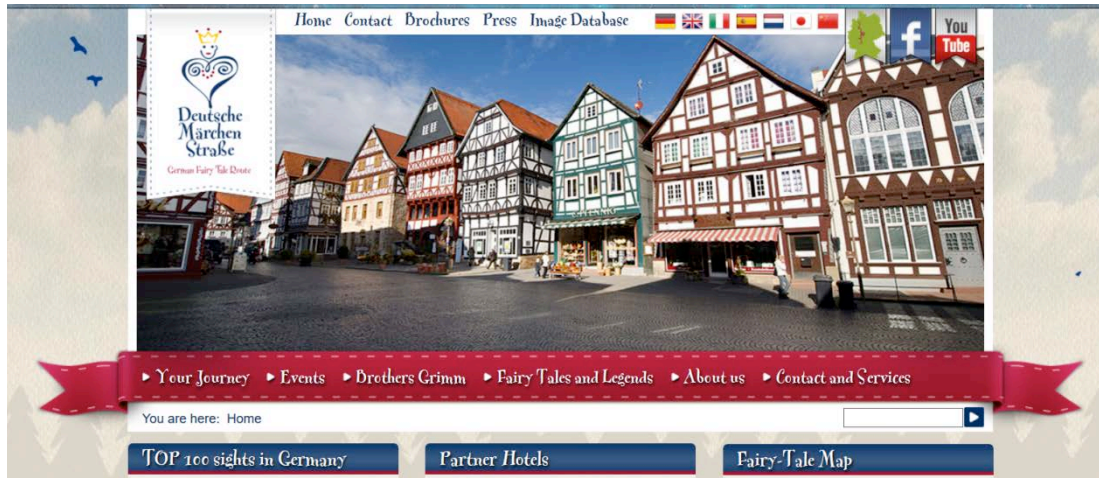 Home Contact Brochures Press Image Database
You
Tube
f
Deutsche
Märchen
Straße
German Fairy Tale Route
▸ Your Journey ▸ Events ▸ Brothers Grimm ▸ Fairy Tales and Legends ▸ About us ▸ Contact and Services
You are here: Home
TOP 100 sights in Germany
Partner Hotels
Fairy-Tale Map